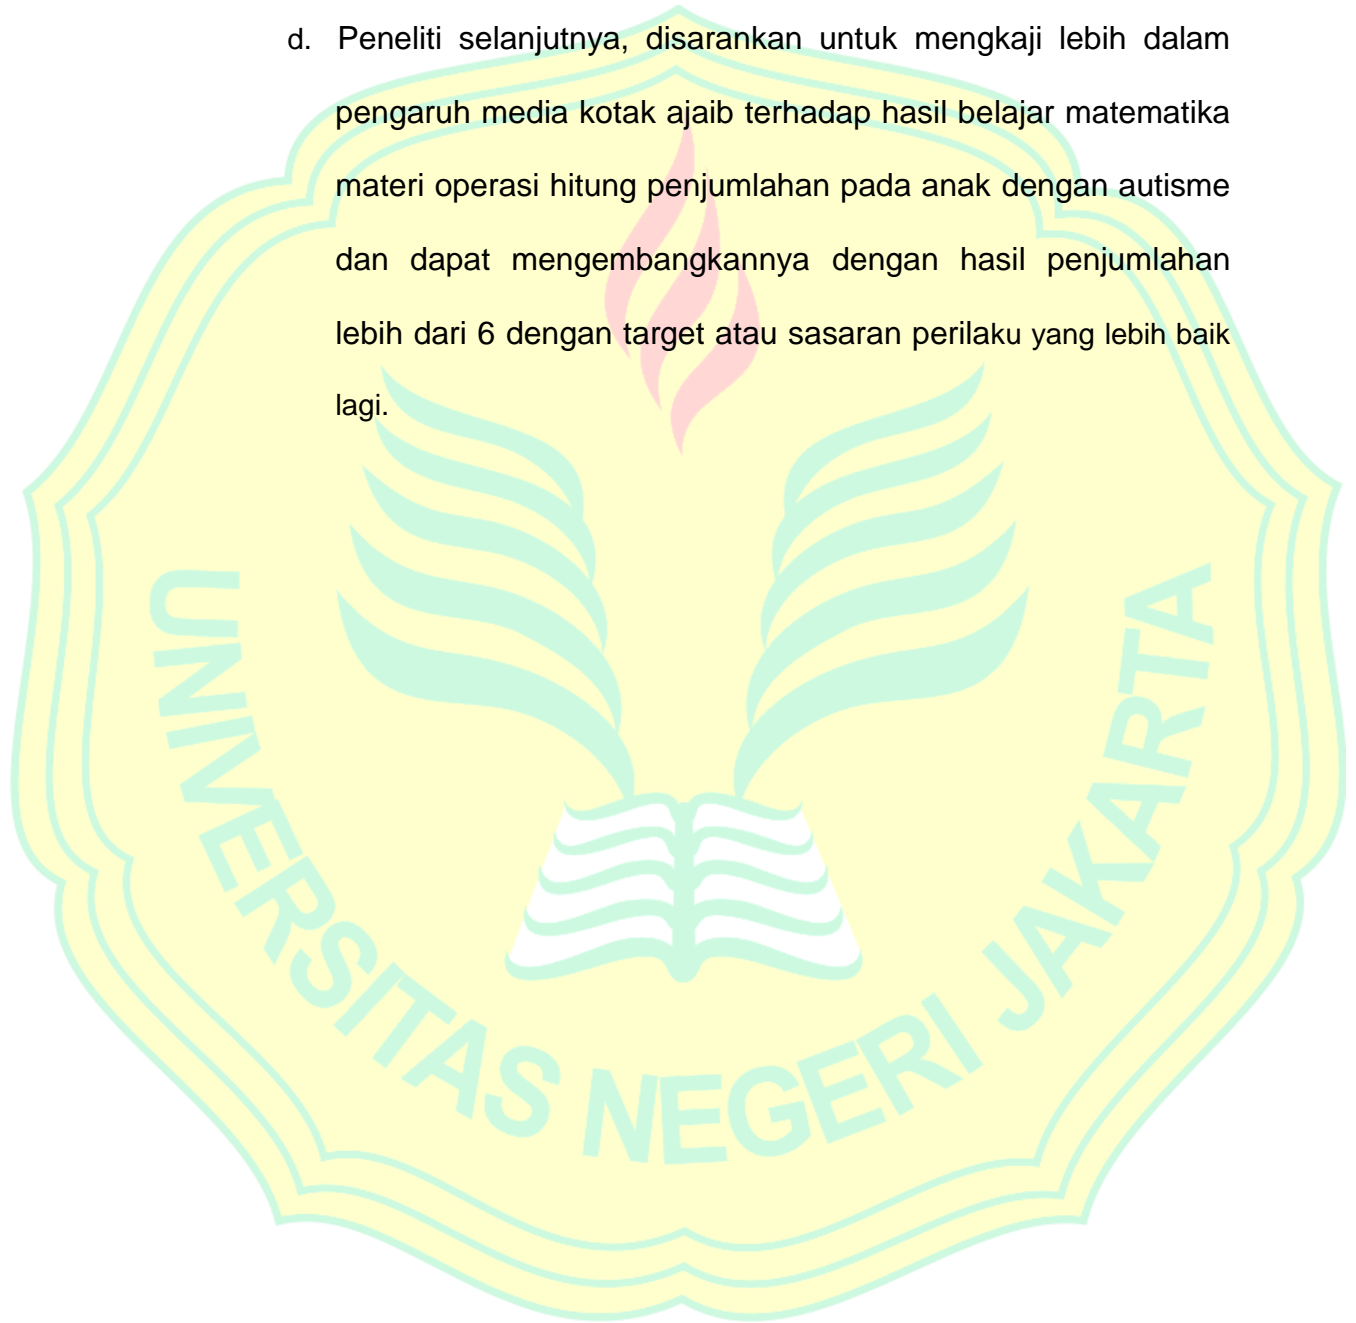 d. Peneliti selanjutnya, disarankan untuk mengkaji lebih dalam
pengaruh media kotak ajaib terhadap hasil belajar matematika
materi operasi hitung penjumlahan pada anak dengan autisme
dan dapat mengembangkannya dengan hasil penjumlahan
lebih dari 6 dengan target atau sasaran perilaku yang lebih baik
lagi.
UNIVERSITAS NEGERI JAKARTA